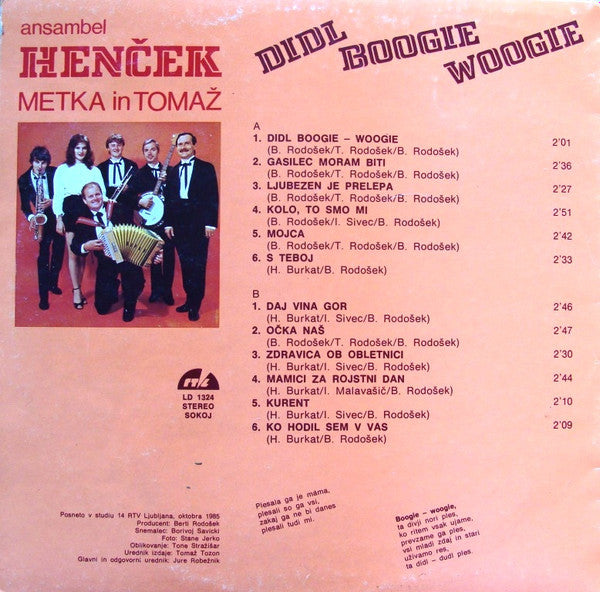 ansambel
HENČEK
METKA in TOMAŽ
DIDL
BOOGIE
WOOGIE
A
1. DIDL BOOGIE – WOOGIE 2'01
(B. Rodošek/T. Rodošek/B. Rodošek)
2. GASILEC MORAM BITI 2'36
(B. Rodošek/T. Rodošek/B. Rodošek)
3. LJUBEZEN JE PRELEPA 2'27
(B. Rodošek/T. Rodošek/B. Rodošek)
4. KOLO, TO SMO MI 2'51
(B. Rodošek/I. Sivec/B. Rodošek)
5. MOJCA 2'42
(B. Rodošek/T. Rodošek/B. Rodošek)
6. S TEBOJ 2'33
(H. Burkat/B. Rodošek)
B
1. DAJ VINA GOR 2'46
(H. Burkat/I. Sivec/B. Rodošek)
2. OČKA NAŠ 2'47
(B. Rodošek/T. Rodošek/B. Rodošek)
3. ZDRAVICA OB OBLETNICI 2'30
(H. Burkat/I. Sivec/B. Rodošek)
4. MAMICI ZA ROJSTNI DAN 2'44
(H. Burkat/I. Malavašič/B. Rodošek)
5. KURENT 2'10
(H. Burkat/I. Sivec/B. Rodošek)
6. KO HODIL SEM V VAS 2'09
(H. Burkat/B. Rodošek)
RTVL
LD 1324
STEREO
SOKOJ
Posneto v studiu 14 RTV Ljubljana, oktobra 1985
Producent: Berti Rodošek
Snemalec: Borivoj Savicki
Foto: Stane Jerko
Oblikovanje: Tone Stražišar
Urednik izdaje: Tomaž Tozon
Glavni in odgovorni urednik: Jure Robežnik
Plesala ga je mama,
plesali so ga vsi,
zakaj ga ne bi danes
plesali tudi mi.
Boogie – woogie,
ta divji nori ples,
ko ritem vsak ujame,
prevzame ga ples,
vsi mladi zdaj in stari
uživamo res,
ta didl – dudl ples.